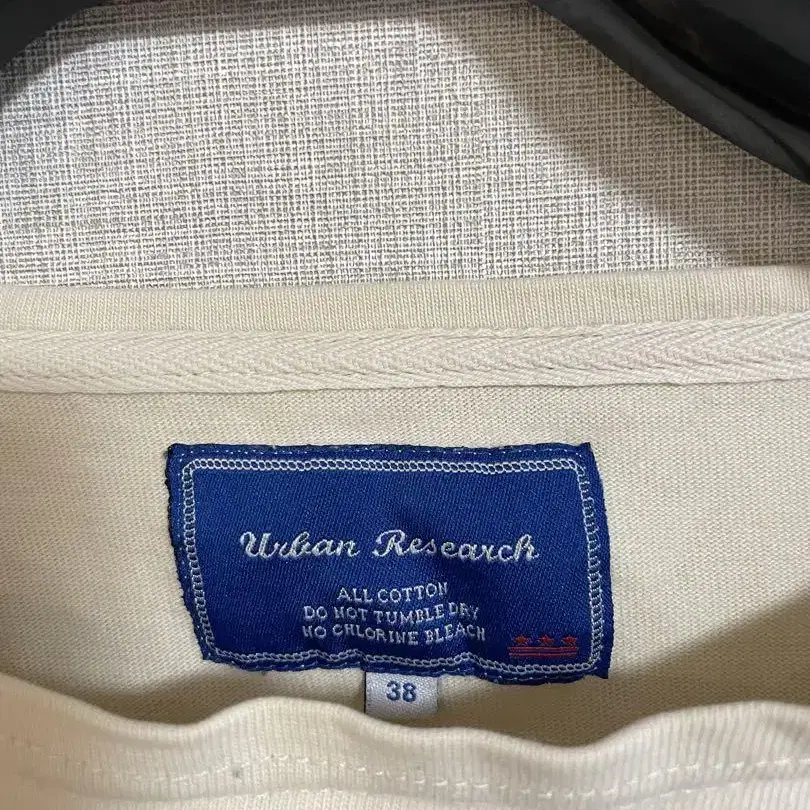 Urban Research
ALL COTTON
DO NOT TUMBLE DRY
NO CHLORINE BLEACH
38